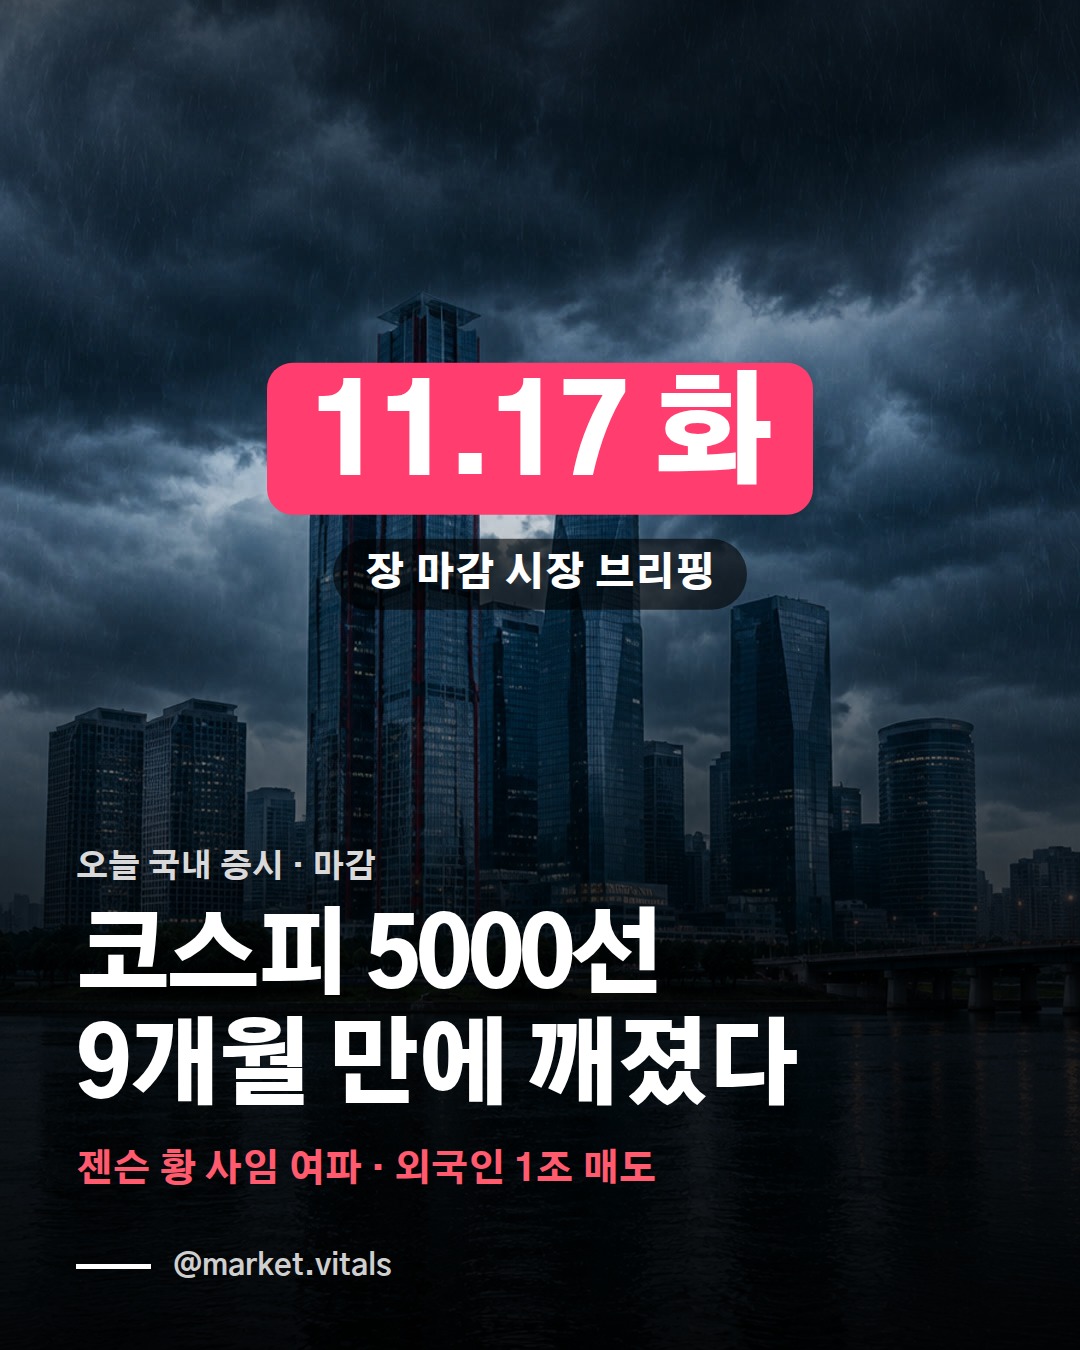 11.17 화
장 마감 시장 브리핑
오늘 국내 증시 · 마감
코스피 5000선
9개월 만에 깨졌다
젠슨 황 사임 여파 · 외국인 1조 매도
@market.vitals